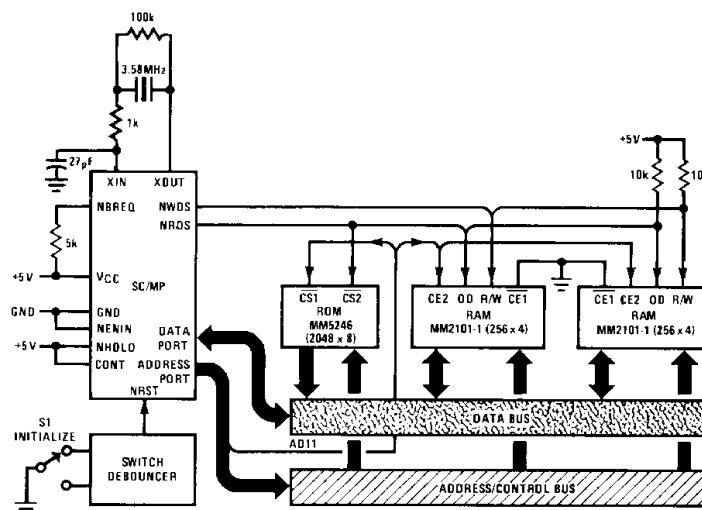 100k
3.58MHz
1k
27pF
XIN
XOUT
NBREQ
NWDS
NRDS
5k
+5V
VCC
SC/MP
GND
GND
NENIN
+5V
NHOLD
CONT
DATA
PORT
ADDRESS
PORT
NRST
S1
INITIALIZE
SWITCH
DEBOUNCER
+5V
10k
CS1 CS2
ROM
MM5246
(2048 x 8)
CE2 OD R/W CE1
RAM
MM2101-1 (256 x 4)
CE1 CE2 OD R/W
RAM
MM2101-1 (256 x 4)
DATA BUS
AD11
ADDRESS/CONTROL BUS